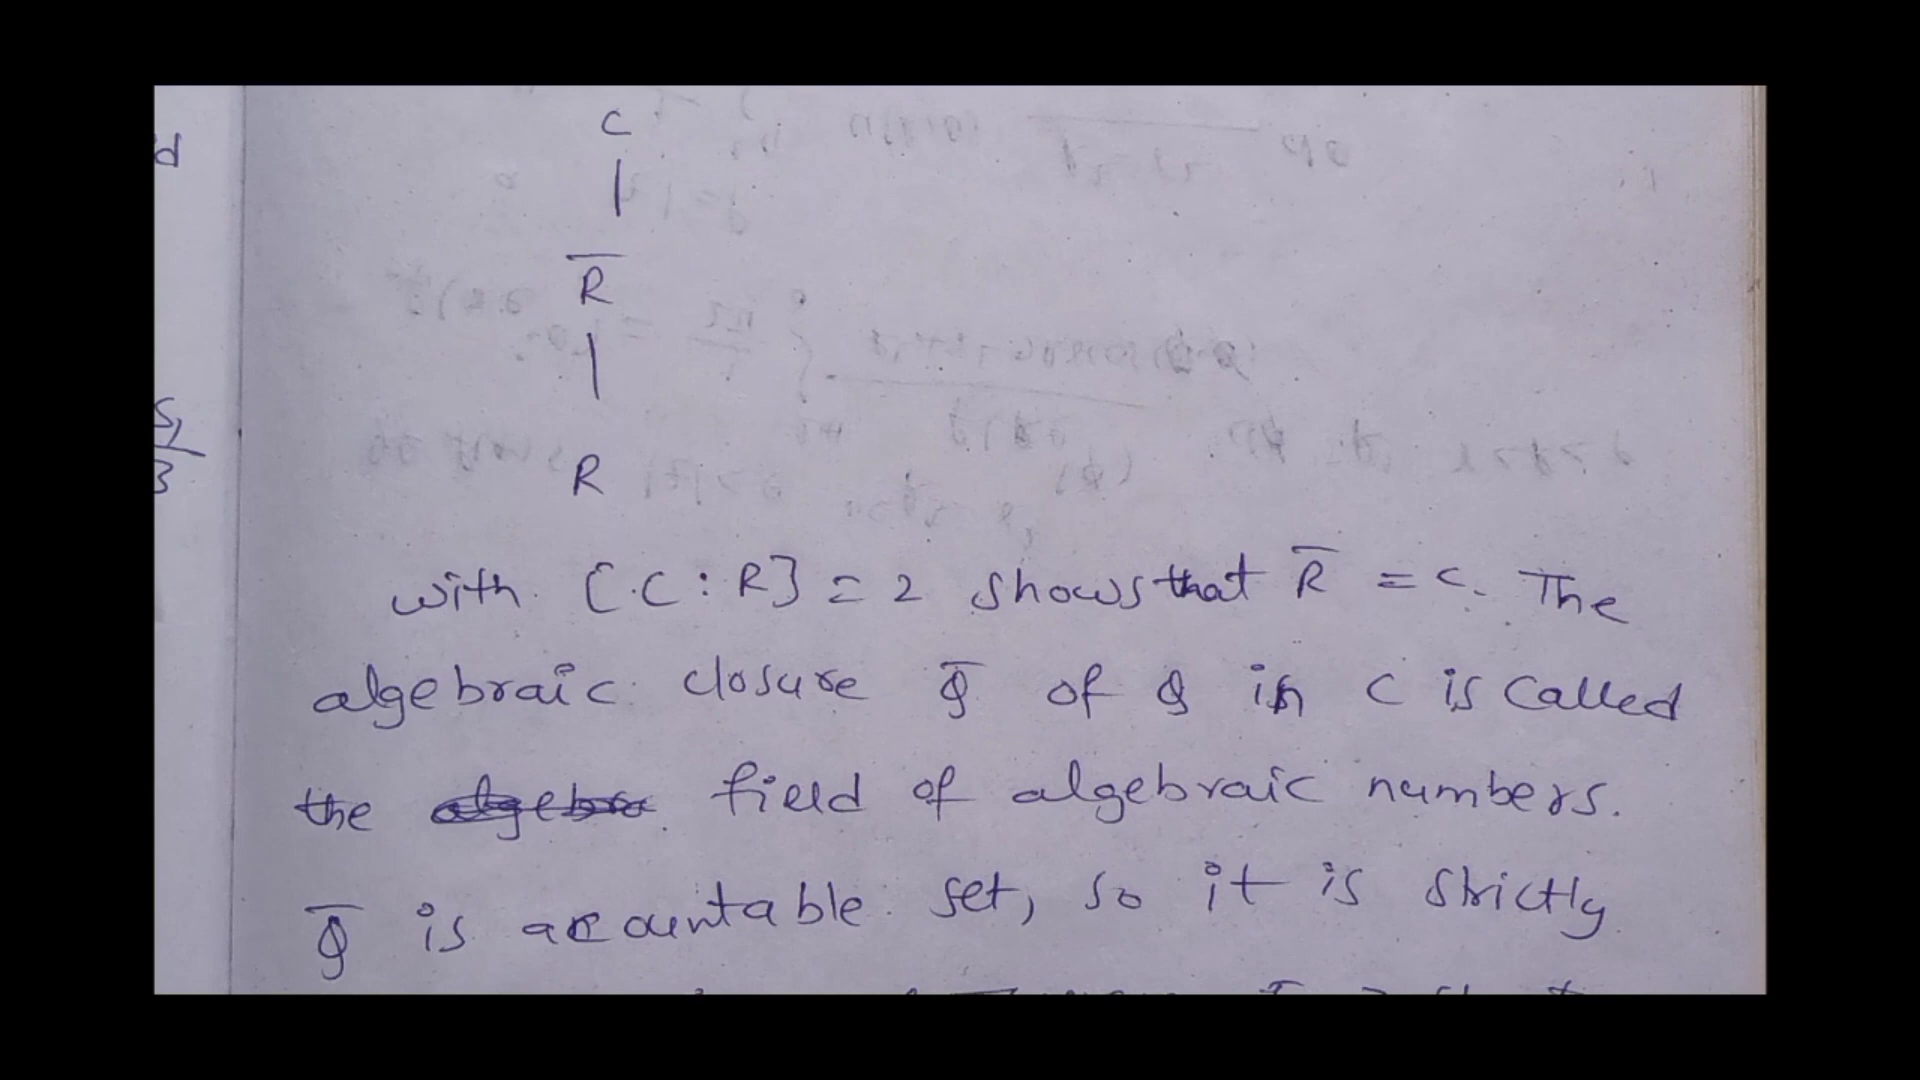 C
|
R̅
|
R
with [C : R] = 2 shows that R̅ = C. The
algebraic closure Q̅ of Q in C is called
the field of algebraic numbers.
Q̅ is a countable set, so it is strictly